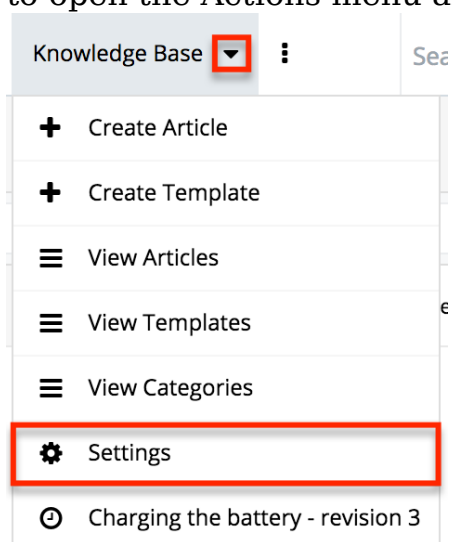 to open the Actions menu a
Knowledge Base
Sea
Create Article
Create Template
View Articles
View Templates
View Categories
Settings
Charging the battery - revision 3